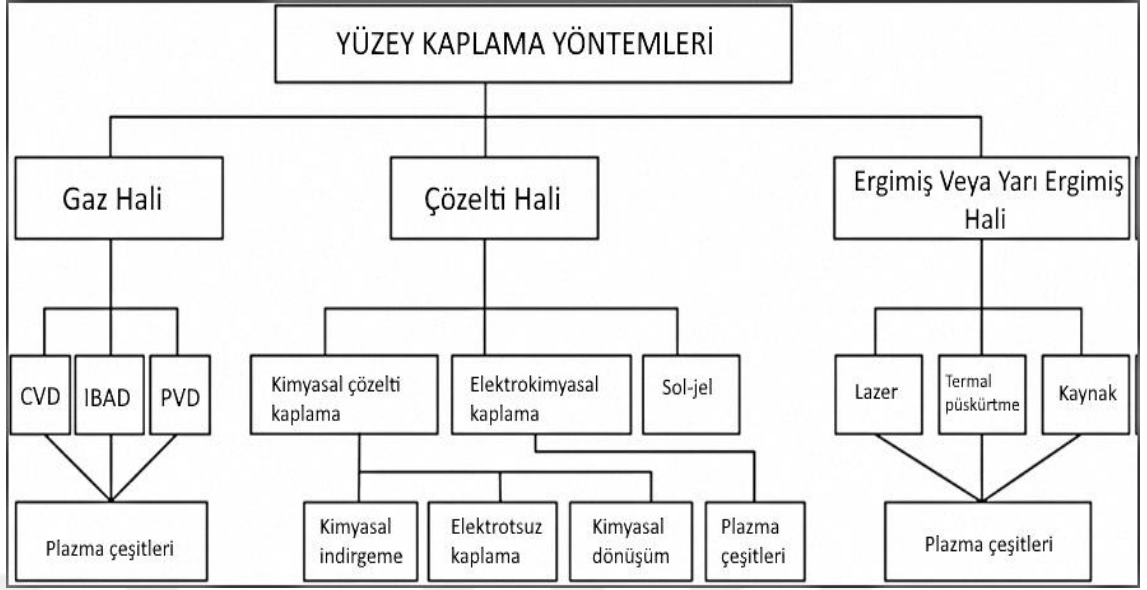 YÜZEY KAPLAMA YÖNTEMLERİ
Gaz Hali
Çözelti Hali
Ergimiş Veya Yarı Ergimiş
Hali
CVD
IBAD
PVD
Kimyasal çözelti
kaplama
Elektrokimyasal
kaplama
Sol-jel
Lazer
Termal
püskürtme
Kaynak
Plazma çeşitleri
Kimyasal
indirgeme
Elektrotsuz
kaplama
Kimyasal
dönüşüm
Plazma
çeşitleri
Plazma çeşitleri